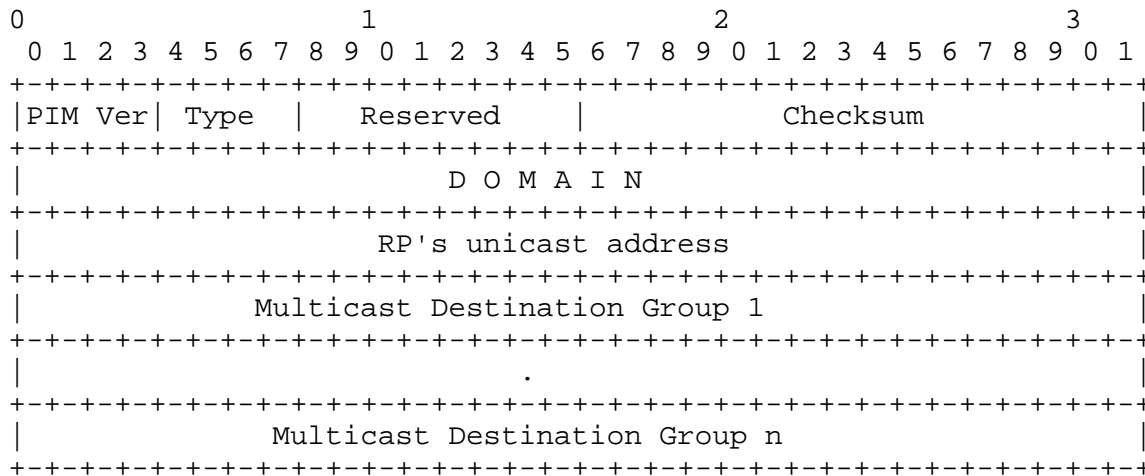 0                   1                   2                   3
 0 1 2 3 4 5 6 7 8 9 0 1 2 3 4 5 6 7 8 9 0 1 2 3 4 5 6 7 8 9 0 1
+-+-+-+-+-+-+-+-+-+-+-+-+-+-+-+-+-+-+-+-+-+-+-+-+-+-+-+-+-+-+-+-+
|PIM Ver| Type  |   Reserved    |           Checksum            |
+-+-+-+-+-+-+-+-+-+-+-+-+-+-+-+-+-+-+-+-+-+-+-+-+-+-+-+-+-+-+-+-+
|                        D O M A I N                            |
+-+-+-+-+-+-+-+-+-+-+-+-+-+-+-+-+-+-+-+-+-+-+-+-+-+-+-+-+-+-+-+-+
|                    RP's unicast address                       |
+-+-+-+-+-+-+-+-+-+-+-+-+-+-+-+-+-+-+-+-+-+-+-+-+-+-+-+-+-+-+-+-+
|             Multicast Destination Group 1                     |
+-+-+-+-+-+-+-+-+-+-+-+-+-+-+-+-+-+-+-+-+-+-+-+-+-+-+-+-+-+-+-+-+
|                            .                                  |
+-+-+-+-+-+-+-+-+-+-+-+-+-+-+-+-+-+-+-+-+-+-+-+-+-+-+-+-+-+-+-+-+
|              Multicast Destination Group n                    |
+-+-+-+-+-+-+-+-+-+-+-+-+-+-+-+-+-+-+-+-+-+-+-+-+-+-+-+-+-+-+-+-+